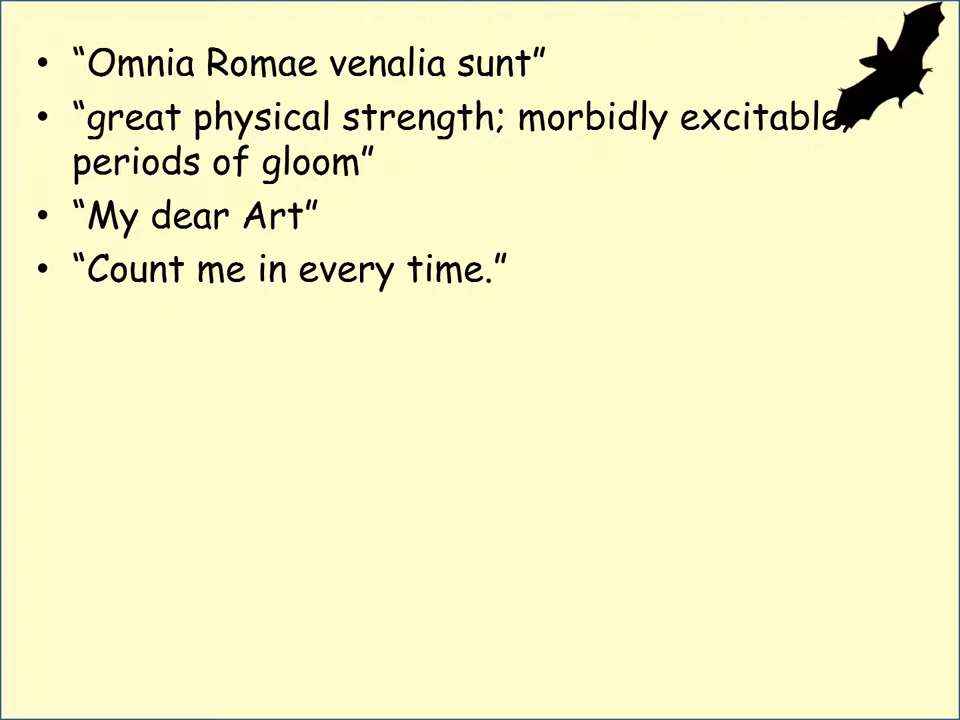 • “Omnia Romae venalia sunt”
• “great physical strength; morbidly excitable;
periods of gloom”
• “My dear Art”
• “Count me in every time.”